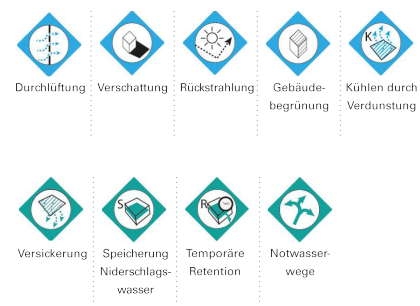 K
Durchlüftung
Verschattung
Rückstrahlung
Gebäude-
begrünung
Kühlen durch
Verdunstung
S
R
Versickerung
Speicherung
Niderschlags-
wasser
Temporäre
Retention
Notwasser-
wege